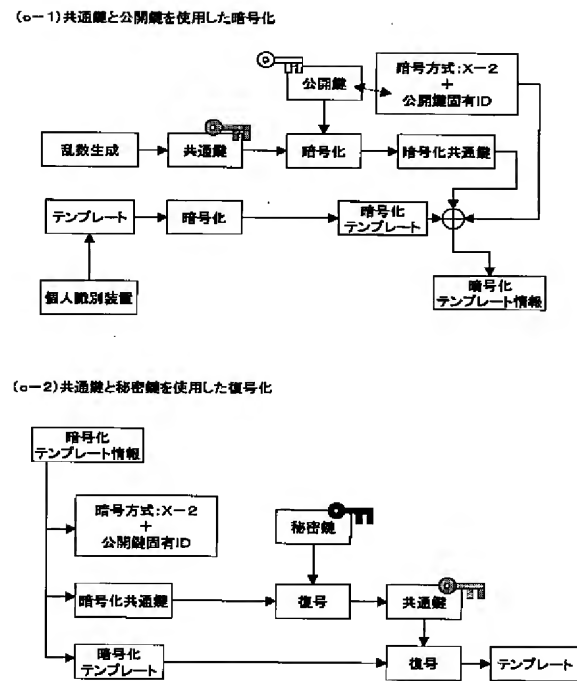 (c-1)共通鍵と公開鍵を使用した暗号化
公開鍵
暗号方式:X-2
+
公開鍵固有ID
乱数生成
共通鍵
暗号化
暗号化共通鍵
テンプレート
暗号化
暗号化
テンプレート
個人識別装置
暗号化
テンプレート情報
(c-2)共通鍵と秘密鍵を使用した復号化
暗号化
テンプレート情報
暗号方式:X-2
+
公開鍵固有ID
秘密鍵
暗号化共通鍵
復号
共通鍵
暗号化
テンプレート
復号
テンプレート